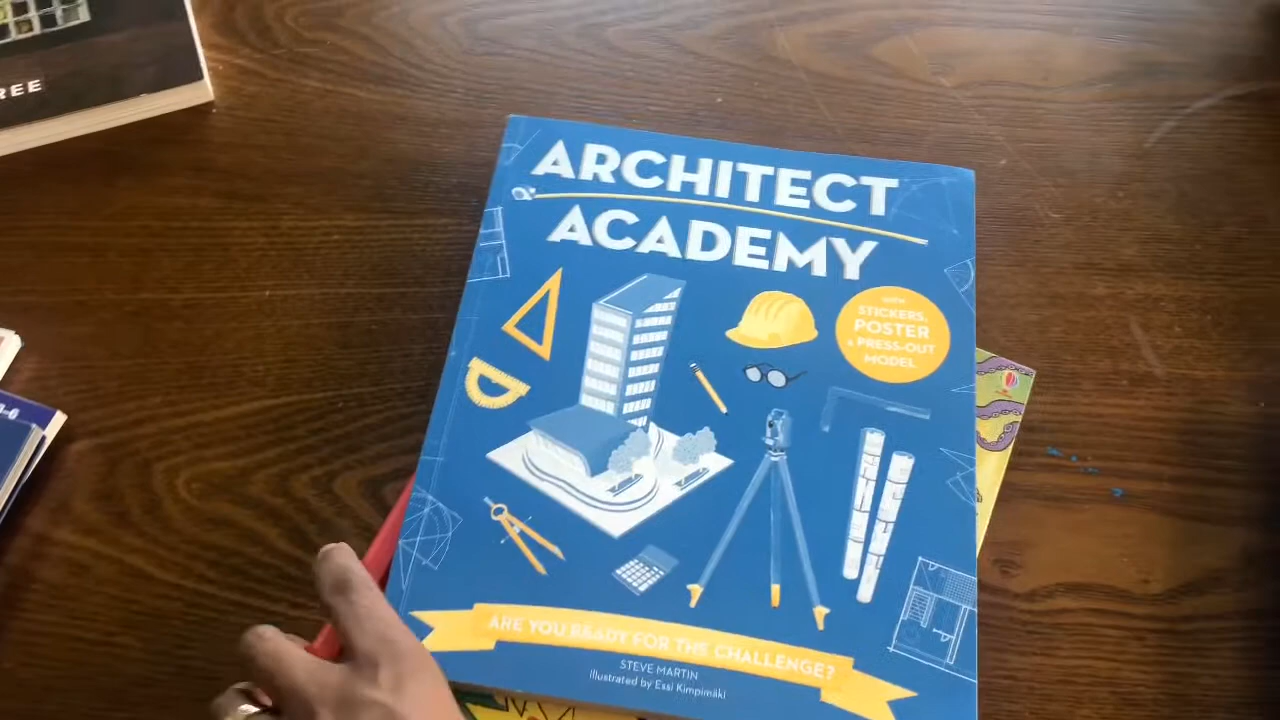 REE
ARCHITECT
ACADEMY
WITH
STICKERS,
POSTER
& PRESS-OUT
MODEL
ARE YOU READY FOR THE CHALLENGE?
STEVE MARTIN
illustrated by Essi Kimpimäki